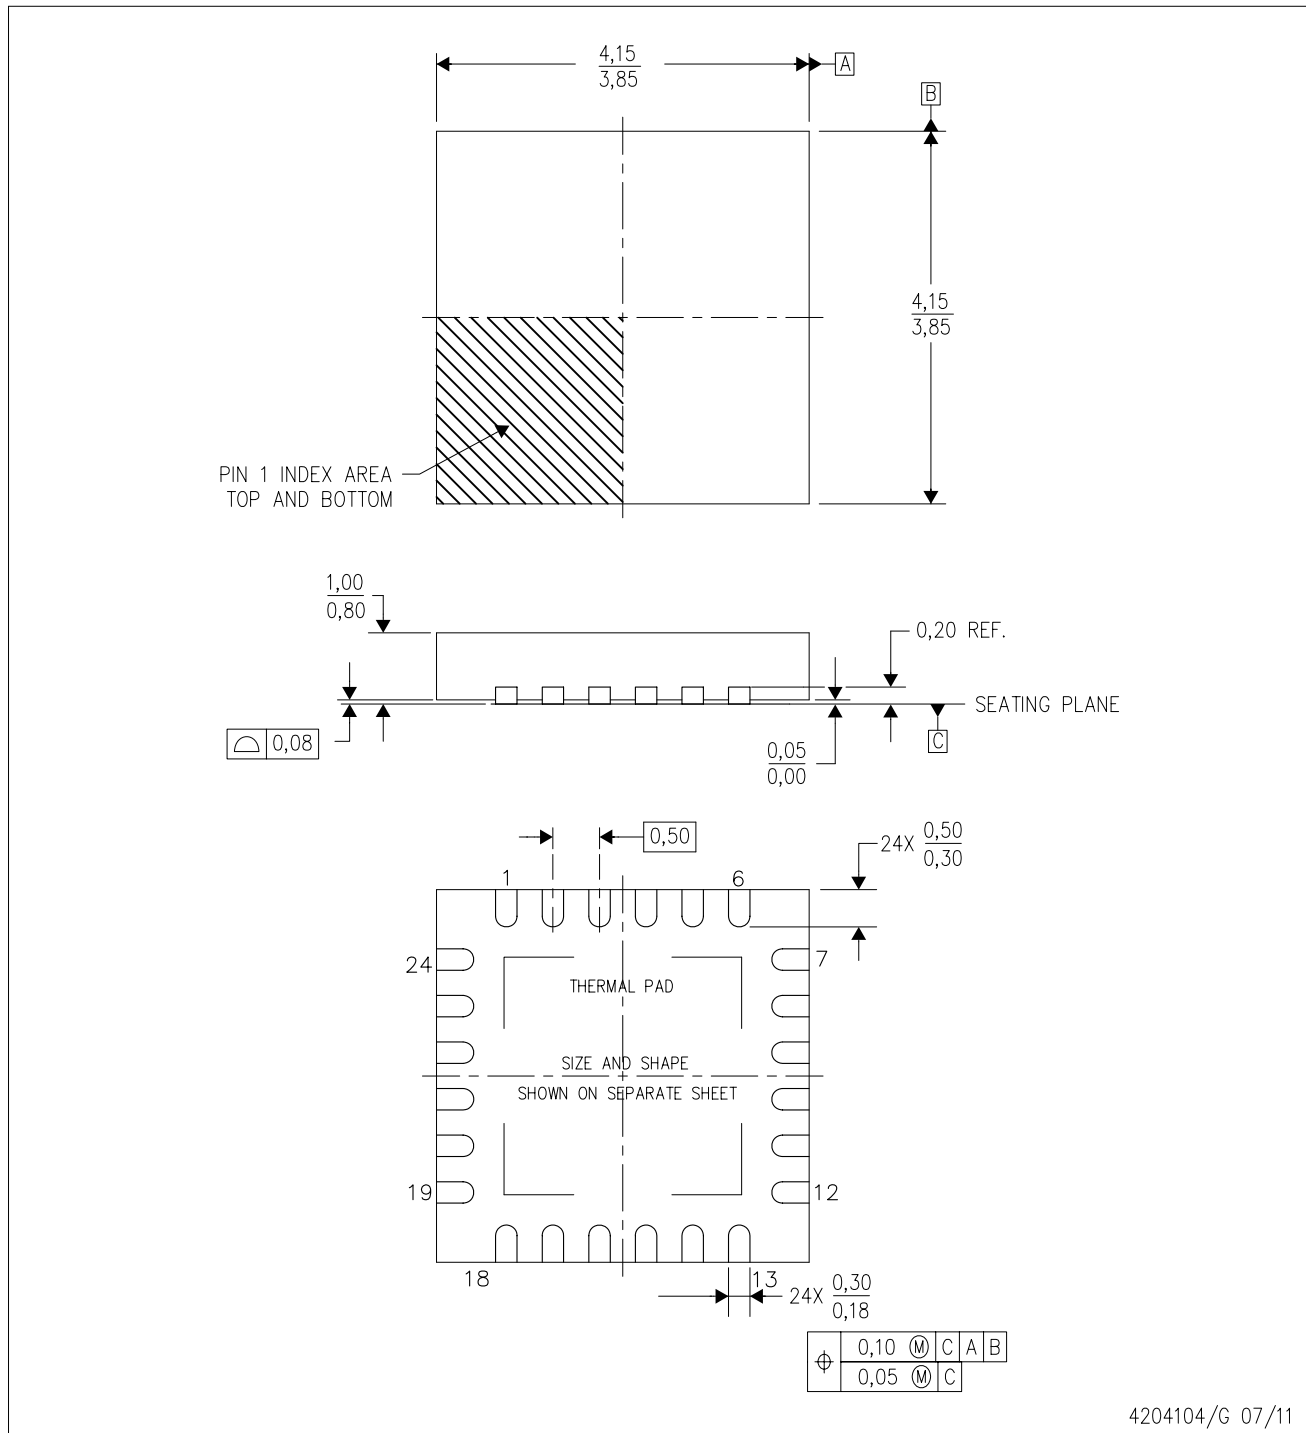 4,15
3,85
A
B
4,15
3,85
PIN 1 INDEX AREA
TOP AND BOTTOM
1,00
0,80
0,20 REF.
SEATING PLANE
0,08
0,05
0,00
C
0,50
24X 0,50
0,30
1
6
24
7
THERMAL PAD
SIZE AND SHAPE
SHOWN ON SEPARATE SHEET
19
12
18
13
24X 0,30
0,18
0,10 Ⓜ C A B
0,05 Ⓜ C
4204104/G 07/11